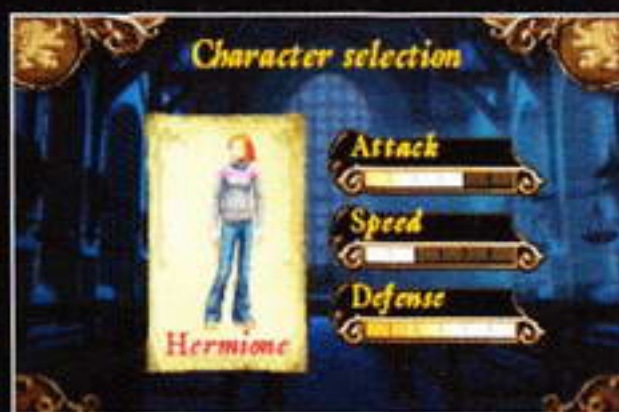 Character selection
Attack
Speed
Defense
Hermione